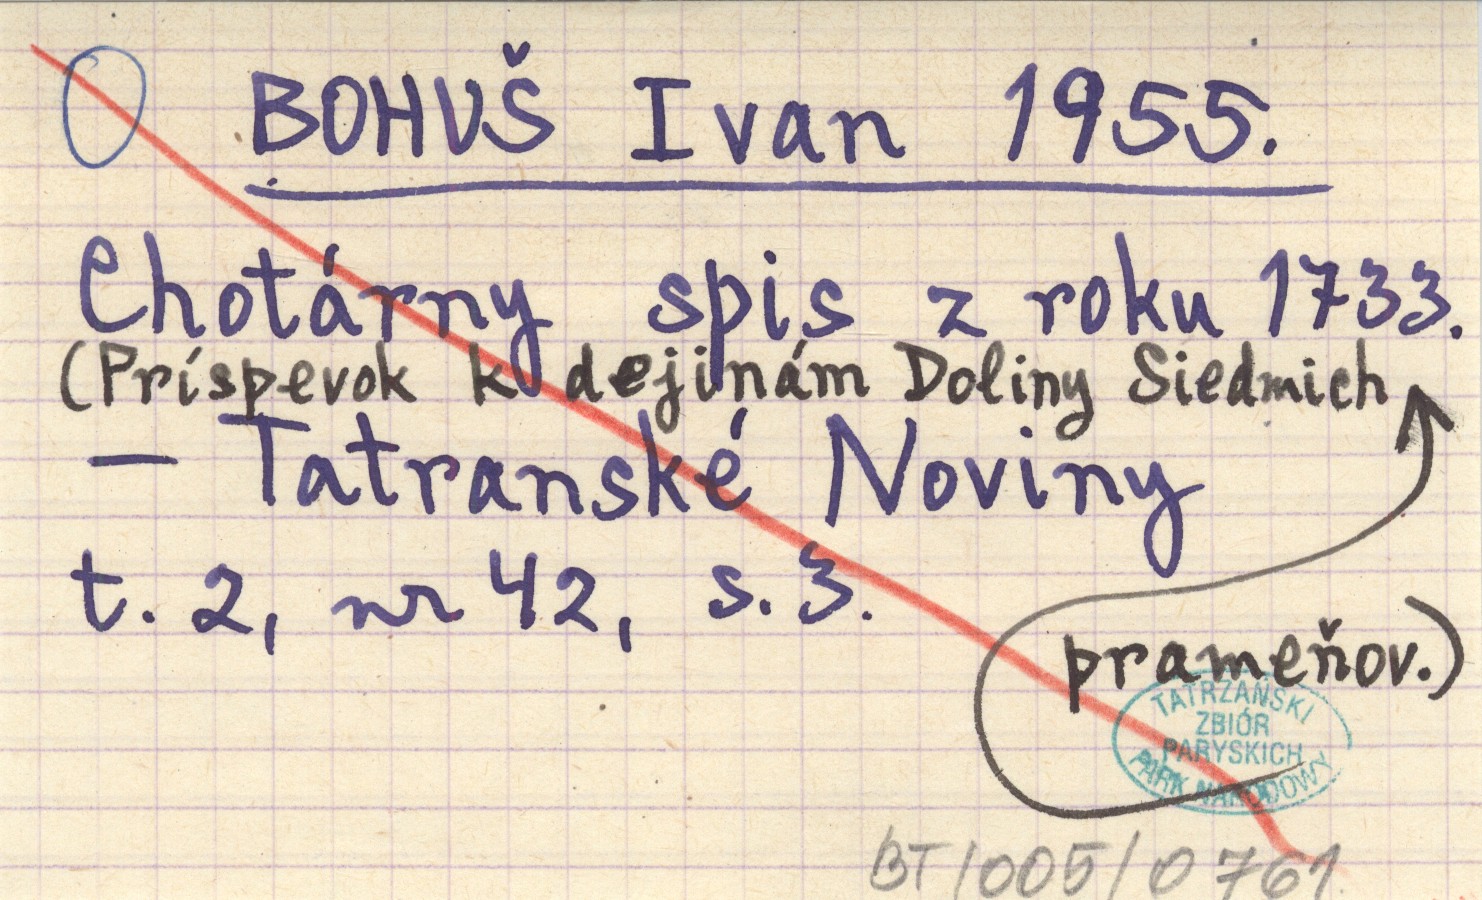 BOHUŠ Ivan 1955.
Chotárny spis z roku 1733.
(Príspevok k dejinám Doliny Siedmich
prameňov.)
— Tatranské Noviny
t. 2, nr 42, s. 3.
TATRZAŃSKI
ZBIÓR
PARYSKICH
PARK NARODOWY
BT/005/0761.